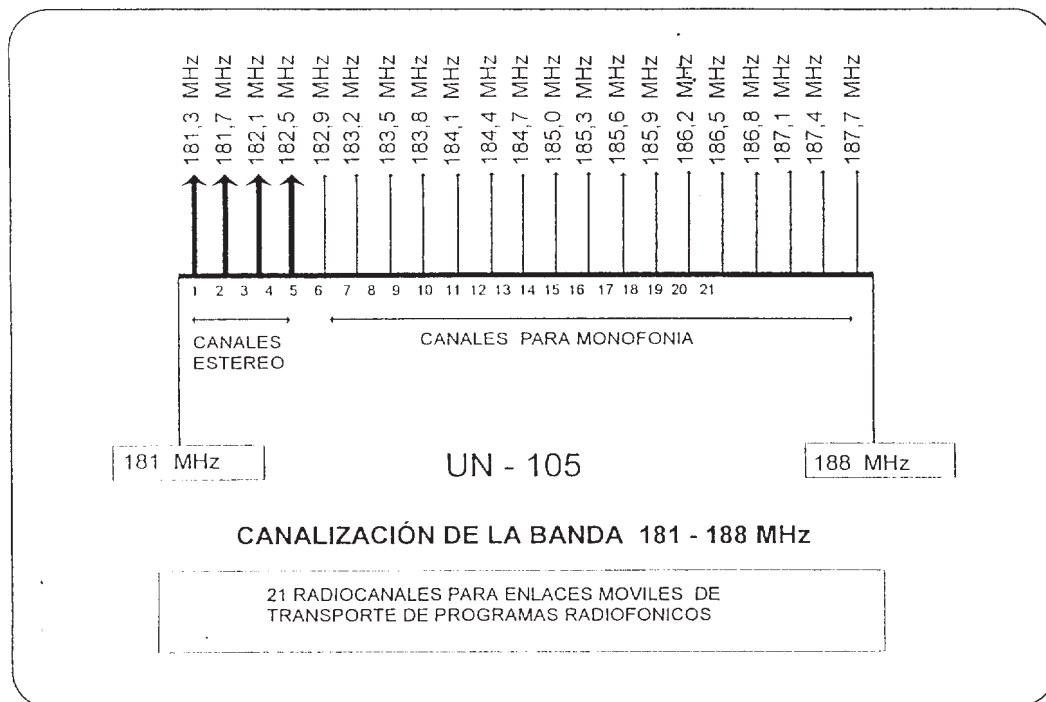 181,3 MHz
181,7 MHz
182,1 MHz
182,5 MHz
182,9 MHz
183,2 MHz
183,5 MHz
183,8 MHz
184,1 MHz
184,4 MHz
184,7 MHz
185,0 MHz
185,3 MHz
185,6 MHz
185,9 MHz
186,2 MHz
186,5 MHz
186,8 MHz
187,1 MHz
187,4 MHz
187,7 MHz
1 2 3 4 5 6 7 8 9 10 11 12 13 14 15 16 17 18 19 20 21
CANALES
ESTEREO
CANALES PARA MONOFONIA
181 MHz
UN - 105
188 MHz
CANALIZACIÓN DE LA BANDA 181 - 188 MHz
21 RADIOCANALES PARA ENLACES MOVILES DE
TRANSPORTE DE PROGRAMAS RADIOFONICOS